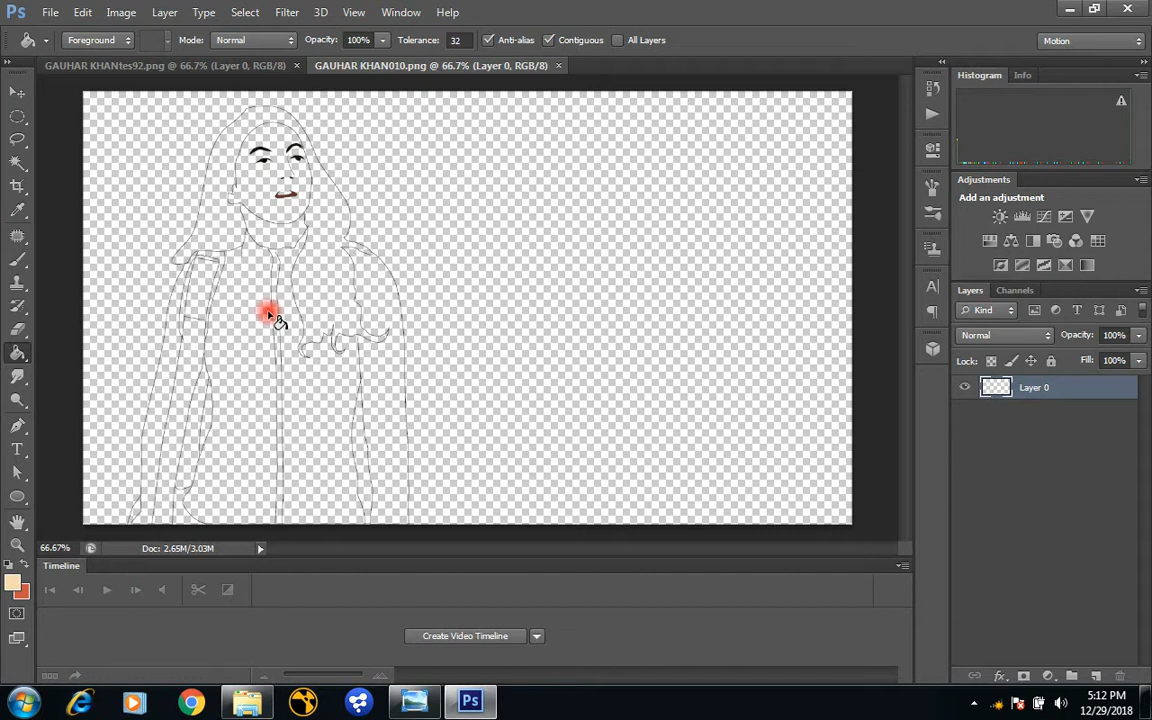 Ps File Edit Image Layer Type Select Filter 3D View Window Help
Foreground Mode: Normal Opacity: 100% Tolerance: 32 Anti-alias Contiguous All Layers Motion
GAUHAR KHANtes92.png @ 66.7% (Layer 0, RGB/8) × GAUHAR KHAN010.png @ 66.7% (Layer 0, RGB/8) ×
Histogram Info
Adjustments
Add an adjustment
Layers Channels
Kind
Normal Opacity: 100%
Lock: Fill: 100%
Layer 0
66.67% Doc: 2.65M/3.03M
Timeline
Create Video Timeline
fx
Ps
5:12 PM
12/29/2018